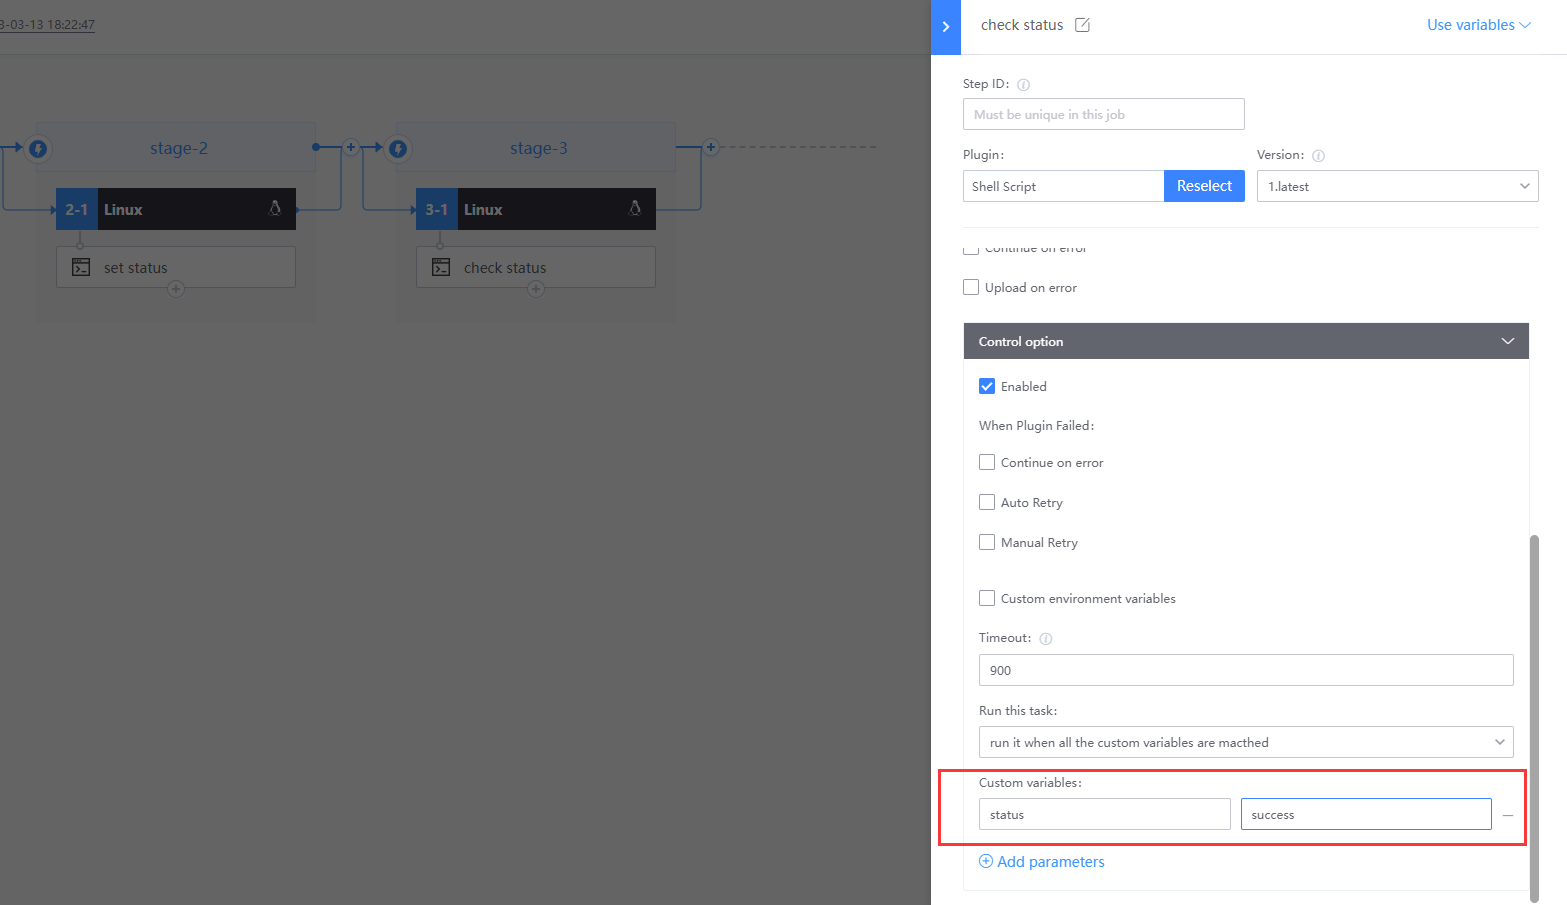 3-03-13 18:22:47
stage-2
stage-3
2-1 Linux
3-1 Linux
set status
check status
check status
Use variables
Step ID:
Must be unique in this job
Plugin:
Version:
Shell Script
Reselect
1.latest
Continue on error
Upload on error
Control option
Enabled
When Plugin Failed:
Continue on error
Auto Retry
Manual Retry
Custom environment variables
Timeout:
900
Run this task:
run it when all the custom variables are macthed
Custom variables:
status
success
Add parameters